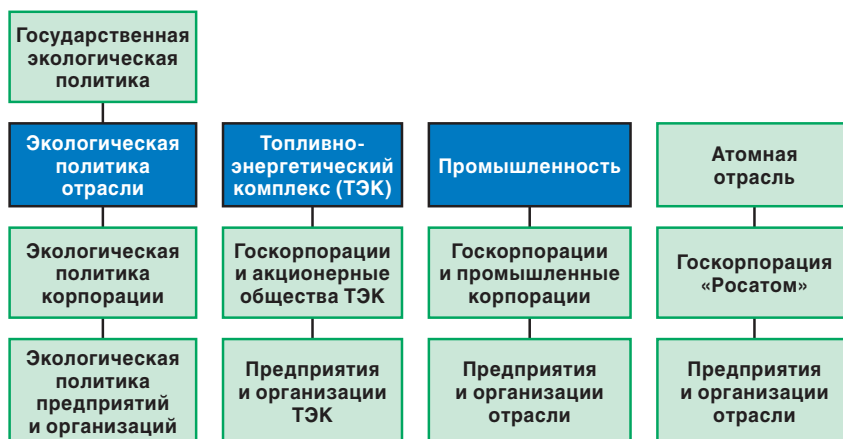 Государственная
экологическая
политика
Экологическая
политика
отрасли
Топливно-
энергетический
комплекс (ТЭК)
Промышленность
Атомная
отрасль
Экологическая
политика
корпорации
Госкорпорации
и акционерные
общества ТЭК
Госкорпорации
и промышленные
корпорации
Госкорпорация
«Росатом»
Экологическая
политика
предприятий
и организаций
Предприятия
и организации
ТЭК
Предприятия
и организации
отрасли
Предприятия
и организации
отрасли